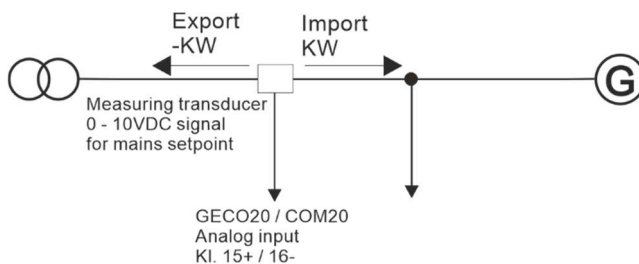 Export
-KW
Import
KW
G
Measuring transducer
0 - 10VDC signal
for mains setpoint
GECO20 / COM20
Analog input
Kl. 15+ / 16-